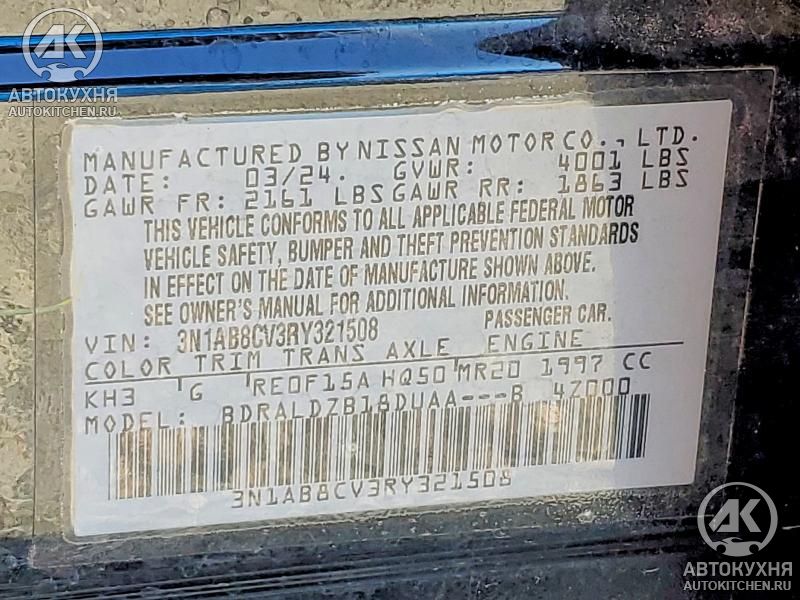 AK
АВТОКУХНЯ
AUTOKITCHEN.RU
MANUFACTURED BY NISSAN MOTOR CO., LTD.
DATE: 03/24. GVWR: 4001 LBS
GAWR FR: 2161 LBS GAWR RR: 1863 LBS
THIS VEHICLE CONFORMS TO ALL APPLICABLE FEDERAL MOTOR
VEHICLE SAFETY, BUMPER AND THEFT PREVENTION STANDARDS
IN EFFECT ON THE DATE OF MANUFACTURE SHOWN ABOVE.
SEE OWNER'S MANUAL FOR ADDITIONAL INFORMATION.
VIN: 3N1AB8CV3RY321508 PASSENGER CAR.
COLOR TRIM TRANS AXLE ENGINE
KH3 G RE0F15A HQ50 MR20 1997 CC
MODEL: BDRALDZB18DUAA---B 4Z000
3N1AB8CV3RY321508
AK
АВТОКУХНЯ
AUTOKITCHEN.RU